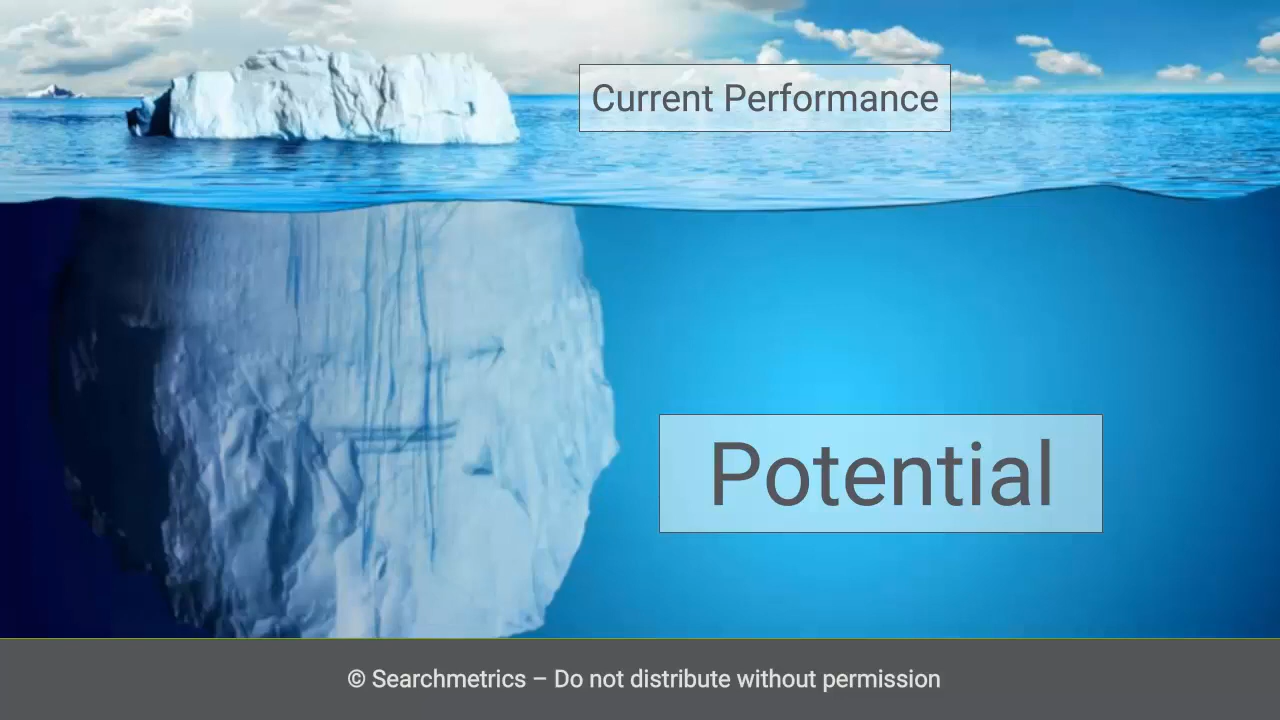 Current Performance
Potential
© Searchmetrics – Do not distribute without permission